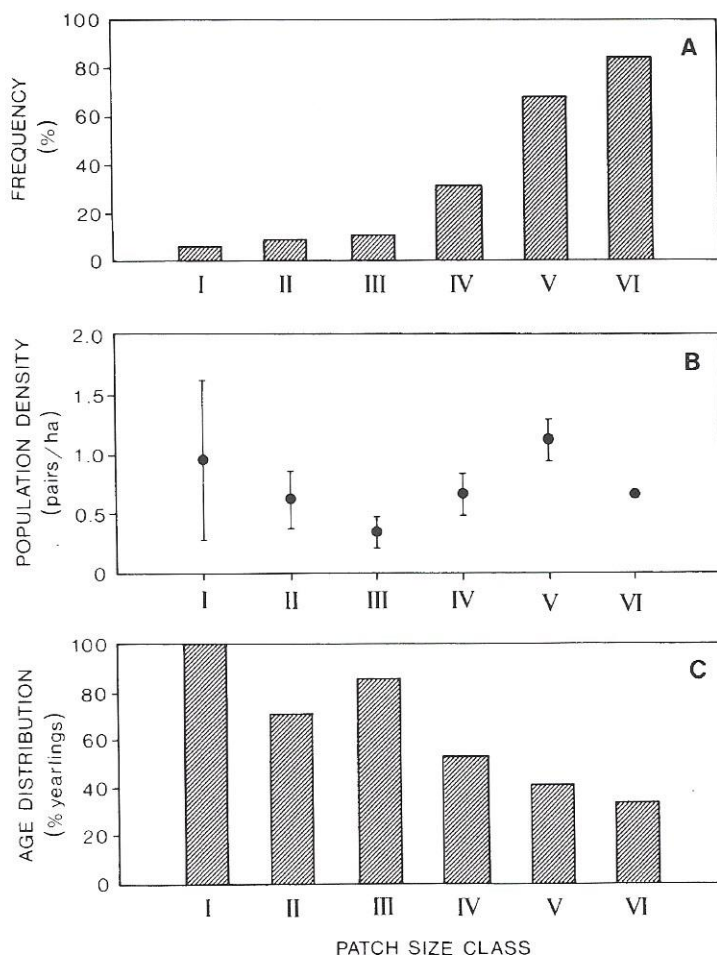 A
FREQUENCY
(%)
100
80
60
40
20
0
I II III IV V VI
B
POPULATION DENSITY
(pairs/ha)
2.0
1.5
1.0
0.5
0
I II III IV V VI
C
AGE DISTRIBUTION
(% yearlings)
100
80
60
40
20
0
I II III IV V VI
PATCH SIZE CLASS